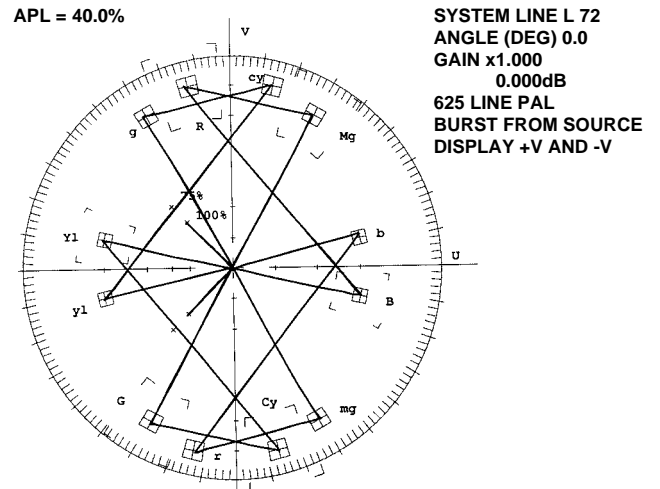 APL = 40.0%
SYSTEM LINE L 72
ANGLE (DEG) 0.0
GAIN x1.000
0.000dB
625 LINE PAL
BURST FROM SOURCE
DISPLAY +V AND -V
V
cy
g
R
Mg
75%
100%
Yl
b
U
yl
B
G
Cy
mg
r